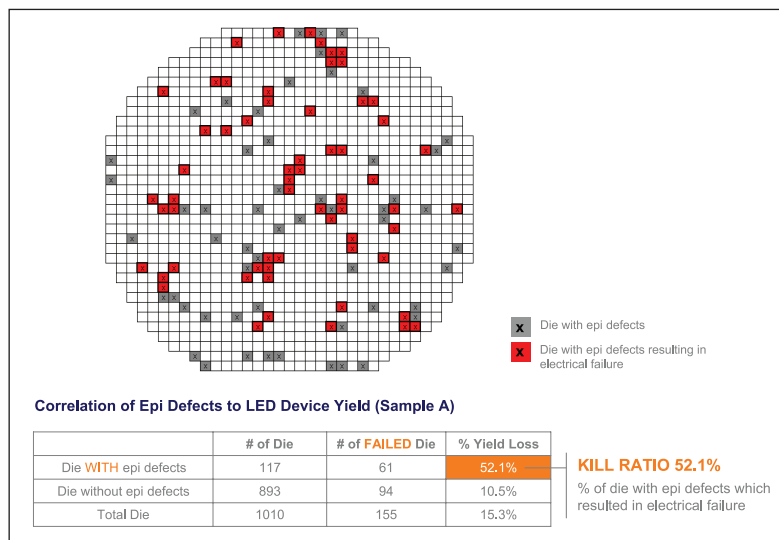 x Die with epi defects
x Die with epi defects resulting in
electrical failure
Correlation of Epi Defects to LED Device Yield (Sample A)
# of Die # of FAILED Die % Yield Loss
Die WITH epi defects 117 61 52.1%
Die without epi defects 893 94 10.5%
Total Die 1010 155 15.3%
KILL RATIO 52.1%
% of die with epi defects which
resulted in electrical failure